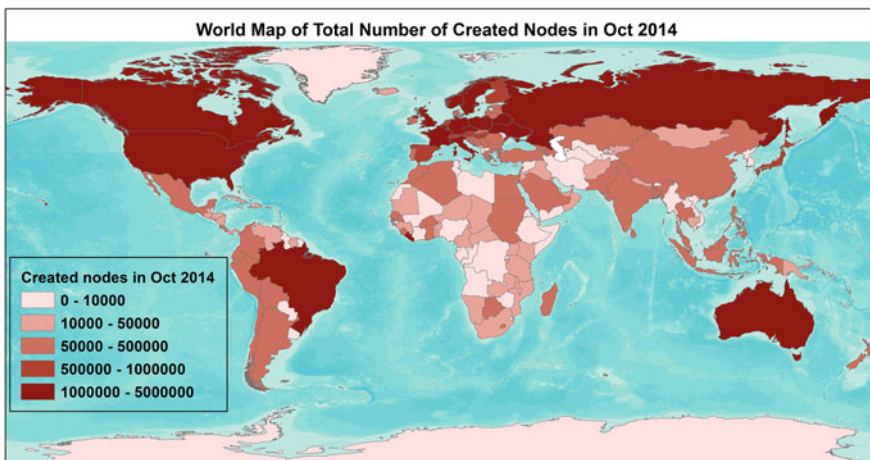 World Map of Total Number of Created Nodes in Oct 2014
Created nodes in Oct 2014
0 - 10000
10000 - 50000
50000 - 500000
500000 - 1000000
1000000 - 5000000